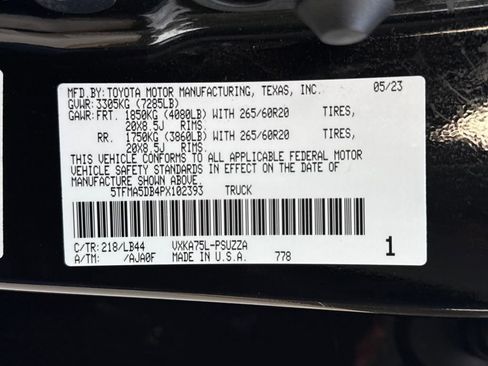 MFD.BY:TOYOTA MOTOR MANUFACTURING, TEXAS, INC. 05/23
GVWR:3305KG (7285LB)
GAWR:FRT. 1850KG (4080LB) WITH 265/60R20 TIRES,
20X8.5J RIMS.
RR. 1750KG (3860LB) WITH 265/60R20 TIRES,
20X8.5J RIMS.
THIS VEHICLE CONFORMS TO ALL APPLICABLE FEDERAL MOTOR
VEHICLE SAFETY STANDARDS IN EFFECT ON THE DATE OF
MANUFACTURE SHOWN ABOVE.
5TFMA5DB4PX102393 TRUCK
C/TR:218/LB44 VXKA75L-PSUZZA
A/TM: /AJA0F MADE IN U.S.A. 778 1